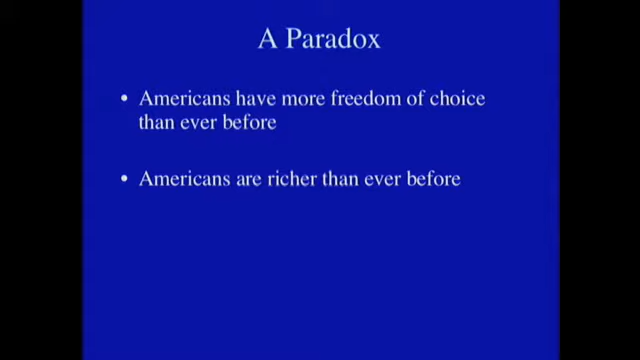 A Paradox
• Americans have more freedom of choice
than ever before
• Americans are richer than ever before